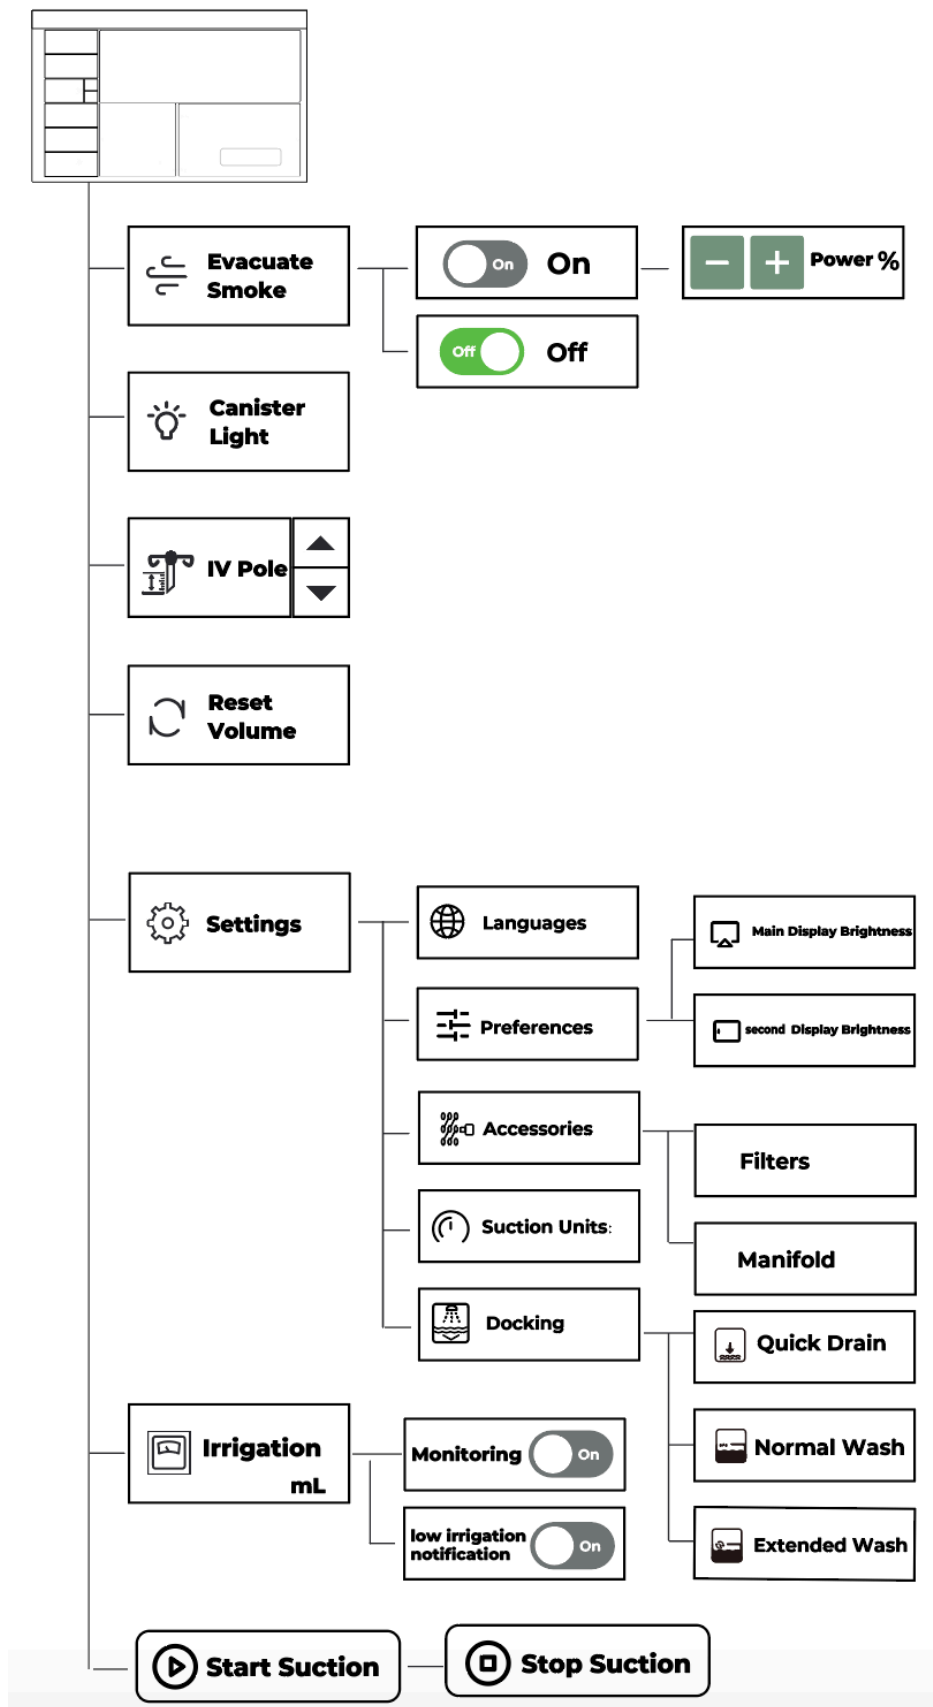 Evacuate
Smoke
On
On
Power %
Off
Off
Canister
Light
IV Pole
Reset
Volume
Settings
Languages
Main Display Brightness
Preferences
second Display Brightness
Accessories
Filters
Suction Units:
Manifold
Docking
Quick Drain
Irrigation
mL
Monitoring
On
Normal Wash
low irrigation
notification
On
Extended Wash
Start Suction
Stop Suction